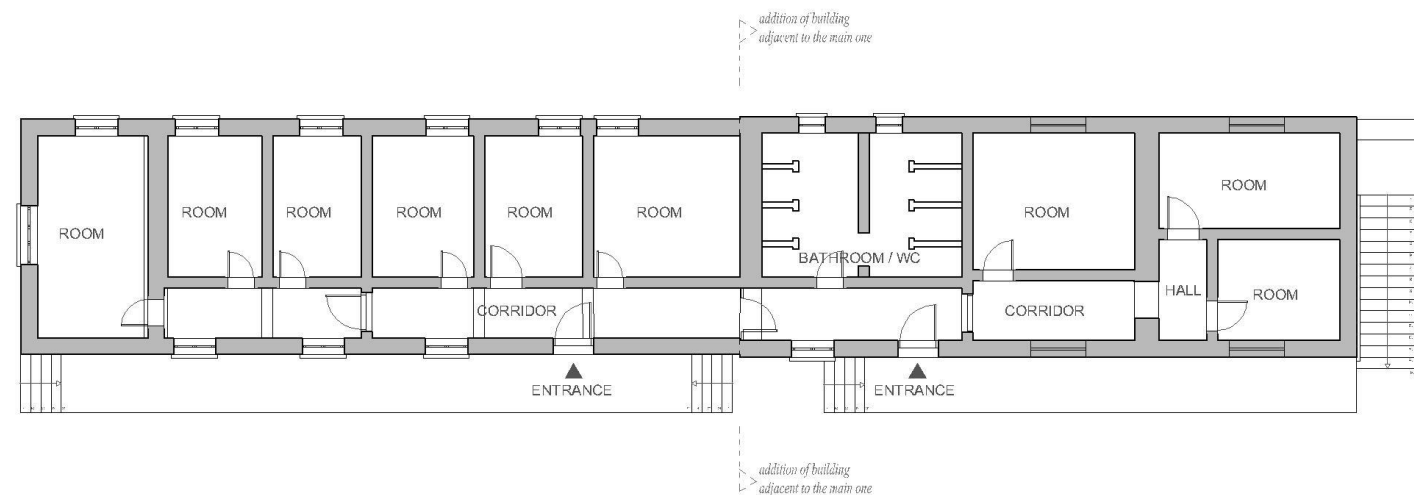 addition of building
adjacent to the main one
ROOM
ROOM
ROOM
ROOM
ROOM
ROOM
ROOM
ROOM
BATHROOM / WC
HALL
ROOM
CORRIDOR
CORRIDOR
ENTRANCE
ENTRANCE
addition of building
adjacent to the main one